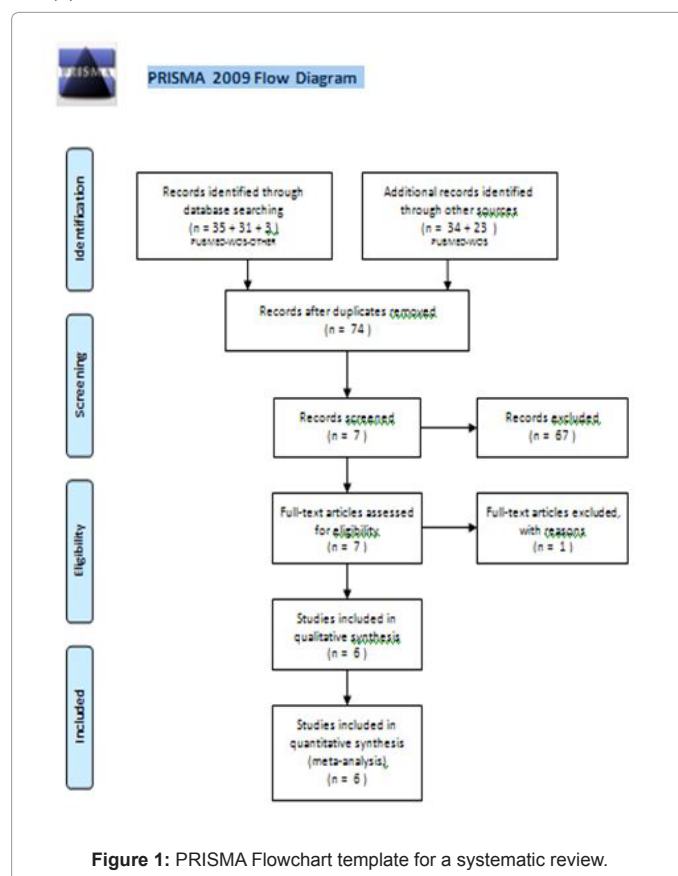 PRISMA
PRISMA 2009 Flow Diagram
Identification
Records identified through
database searching
(n = 35 + 31 + 3 )
PUBMED-WOS-OTHER
Additional records identified
through other sources
(n = 34 + 23 )
PUBMED-WOS
Records after duplicates removed
(n = 74 )
Screening
Records screened
(n = 7 )
Records excluded
(n = 67 )
Eligibility
Full-text articles assessed
for eligibility
(n = 7 )
Full-text articles excluded,
with reasons
(n = 1 )
Included
Studies included in
qualitative synthesis
(n = 6 )
Studies included in
quantitative synthesis
(meta-analysis)
(n = 6 )
Figure 1: PRISMA Flowchart template for a systematic review.